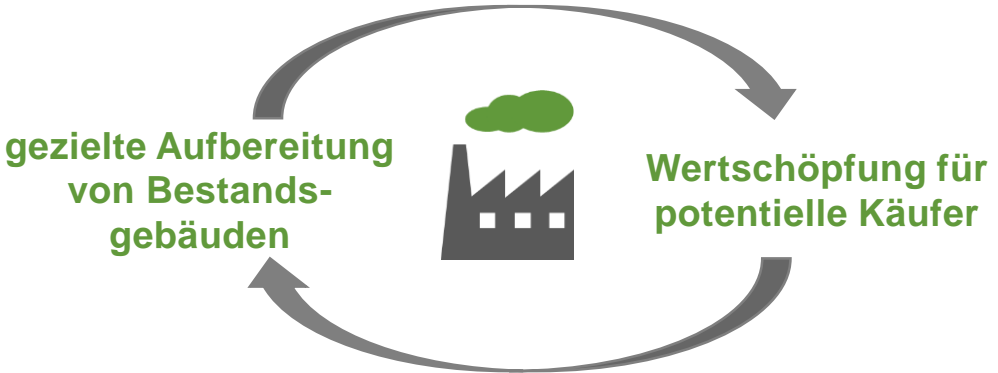 gezielte Aufbereitung
von Bestands-
gebäuden
Wertschöpfung für
potentielle Käufer